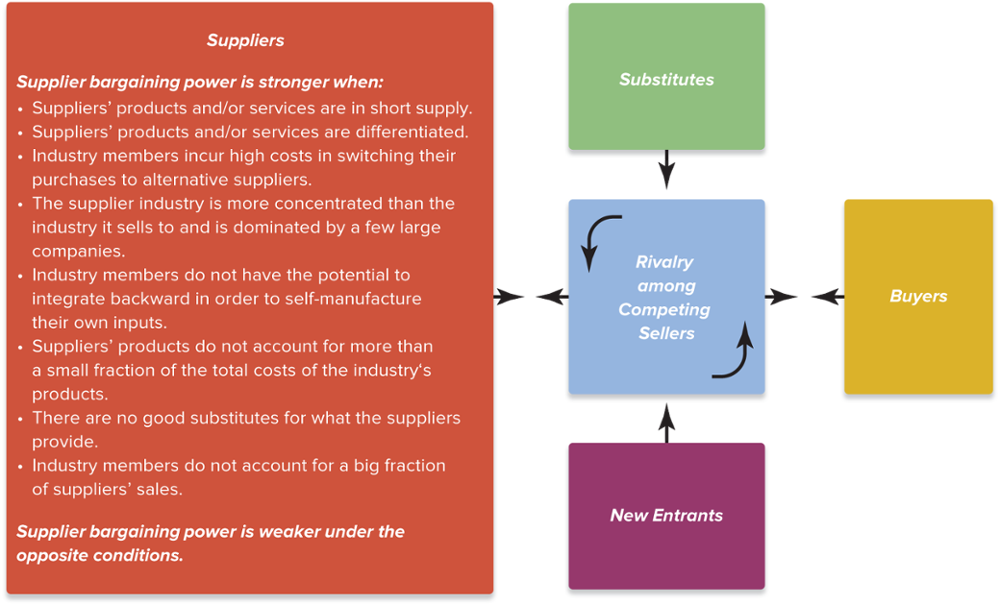 Suppliers
Supplier bargaining power is stronger when:
• Suppliers’ products and/or services are in short supply.
• Suppliers’ products and/or services are differentiated.
• Industry members incur high costs in switching their
purchases to alternative suppliers.
• The supplier industry is more concentrated than the
industry it sells to and is dominated by a few large
companies.
• Industry members do not have the potential to
integrate backward in order to self-manufacture
their own inputs.
• Suppliers’ products do not account for more than
a small fraction of the total costs of the industry‘s
products.
• There are no good substitutes for what the suppliers
provide.
• Industry members do not account for a big fraction
of suppliers’ sales.
Supplier bargaining power is weaker under the
opposite conditions.
Substitutes
Rivalry
among
Competing
Sellers
Buyers
New Entrants